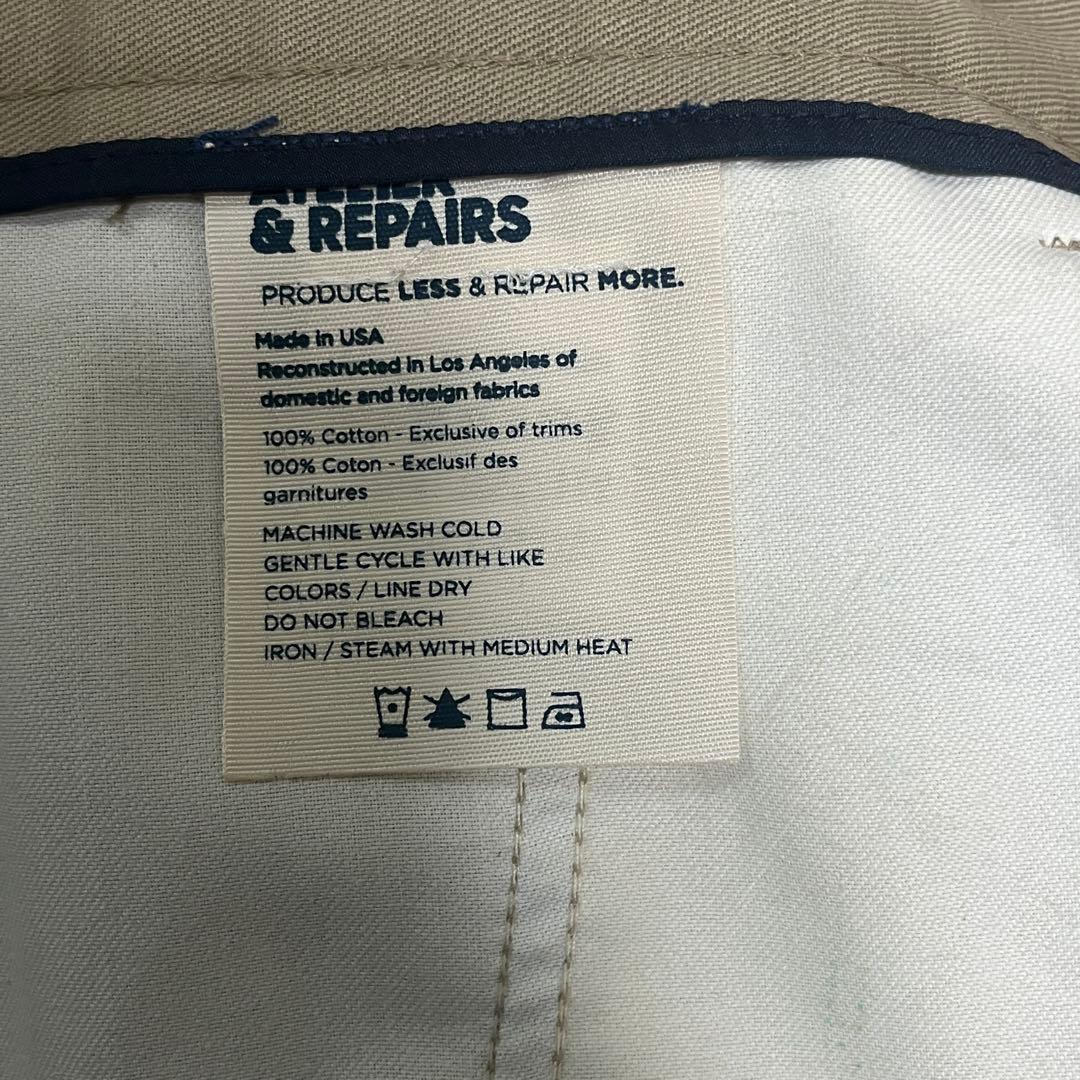 ATELIER
& REPAIRS
PRODUCE LESS & REPAIR MORE.
Made in USA
Reconstructed in Los Angeles of
domestic and foreign fabrics
100% Cotton - Exclusive of trims
100% Coton - Exclusif des
garnitures
MACHINE WASH COLD
GENTLE CYCLE WITH LIKE
COLORS / LINE DRY
DO NOT BLEACH
IRON / STEAM WITH MEDIUM HEAT